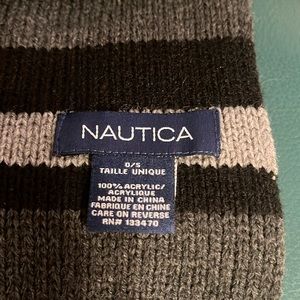 NAUTICA
O/S
TAILLE UNIQUE
100% ACRYLIC/
ACRYLIQUE
MADE IN CHINA
FABRIQUE EN CHINE
CARE ON REVERSE
RN# 133470